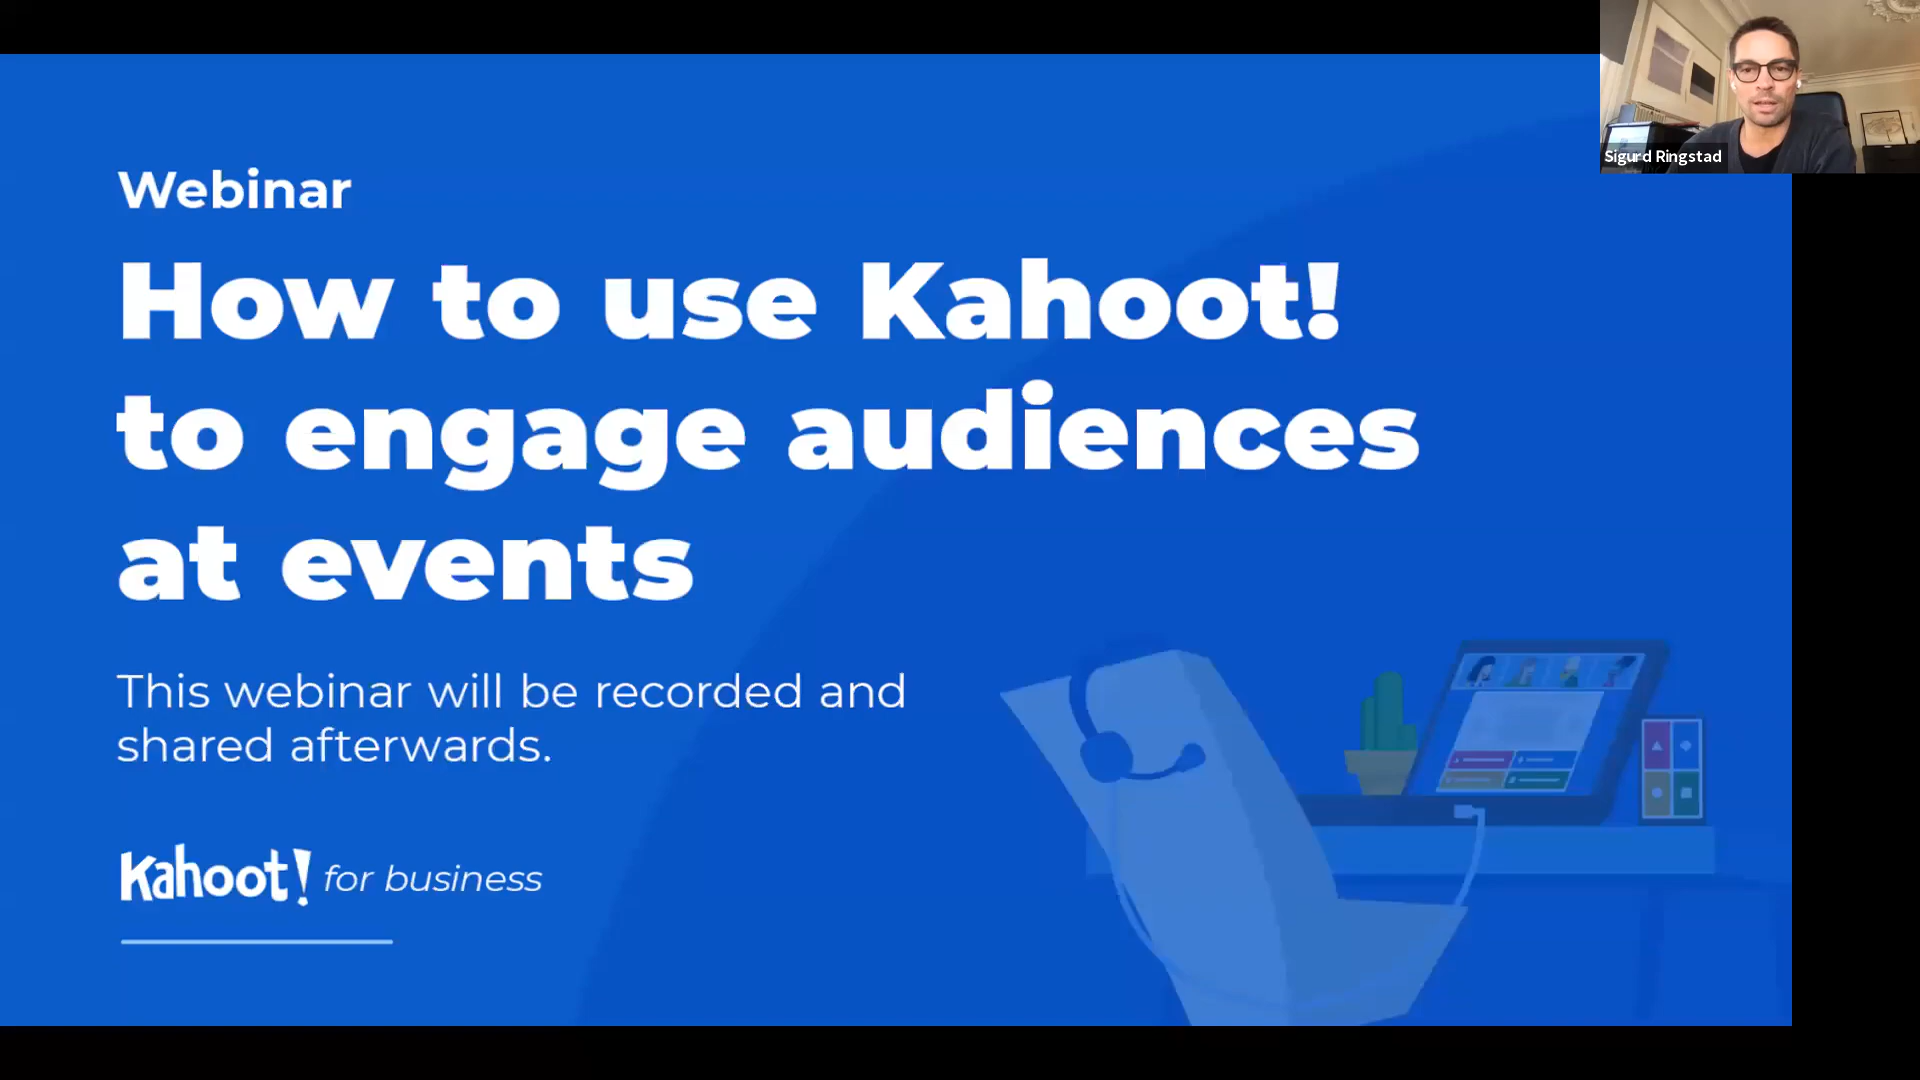 Sigurd Ringstad
Webinar
How to use Kahoot!
to engage audiences
at events
This webinar will be recorded and
shared afterwards.
Kahoot! for business